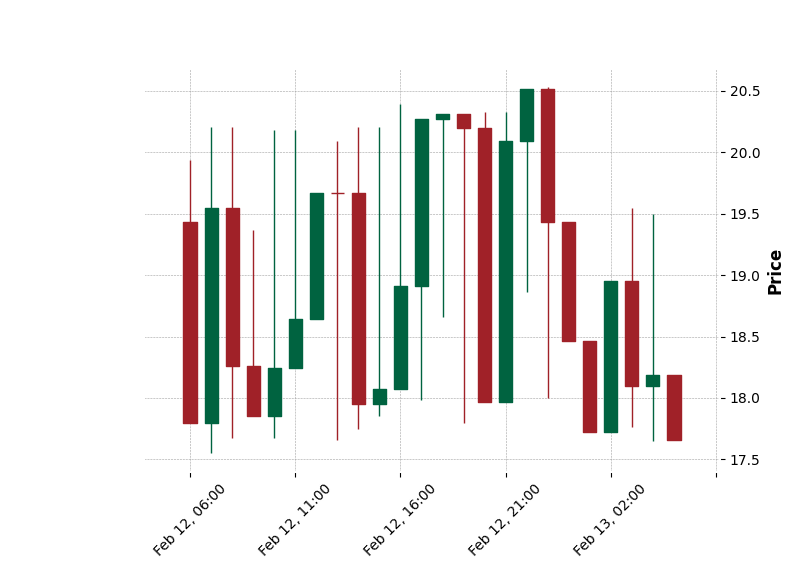 20.5
20.0
19.5
19.0
18.5
18.0
17.5
Price
Feb 12, 06:00
Feb 12, 11:00
Feb 12, 16:00
Feb 12, 21:00
Feb 13, 02:00